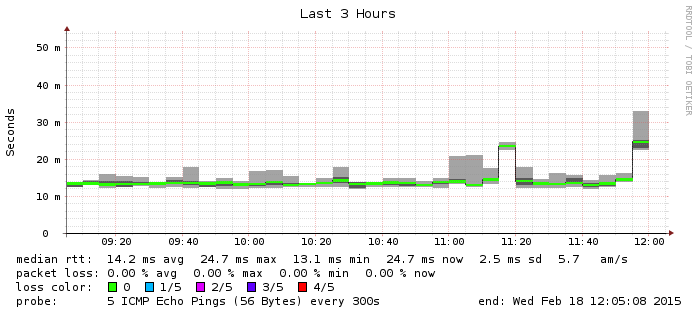 Last 3 Hours
RRDTOOL / TOBI OETIKER
Seconds
50 m
40 m
30 m
20 m
10 m
0
09:20 09:40 10:00 10:20 10:40 11:00 11:20 11:40 12:00
median rtt: 14.2 ms avg 24.7 ms max 13.1 ms min 24.7 ms now 2.5 ms sd 5.7 am/s
packet loss: 0.00 % avg 0.00 % max 0.00 % min 0.00 % now
loss color: 0 1/5 2/5 3/5 4/5
probe: 5 ICMP Echo Pings (56 Bytes) every 300s end: Wed Feb 18 12:05:08 2015